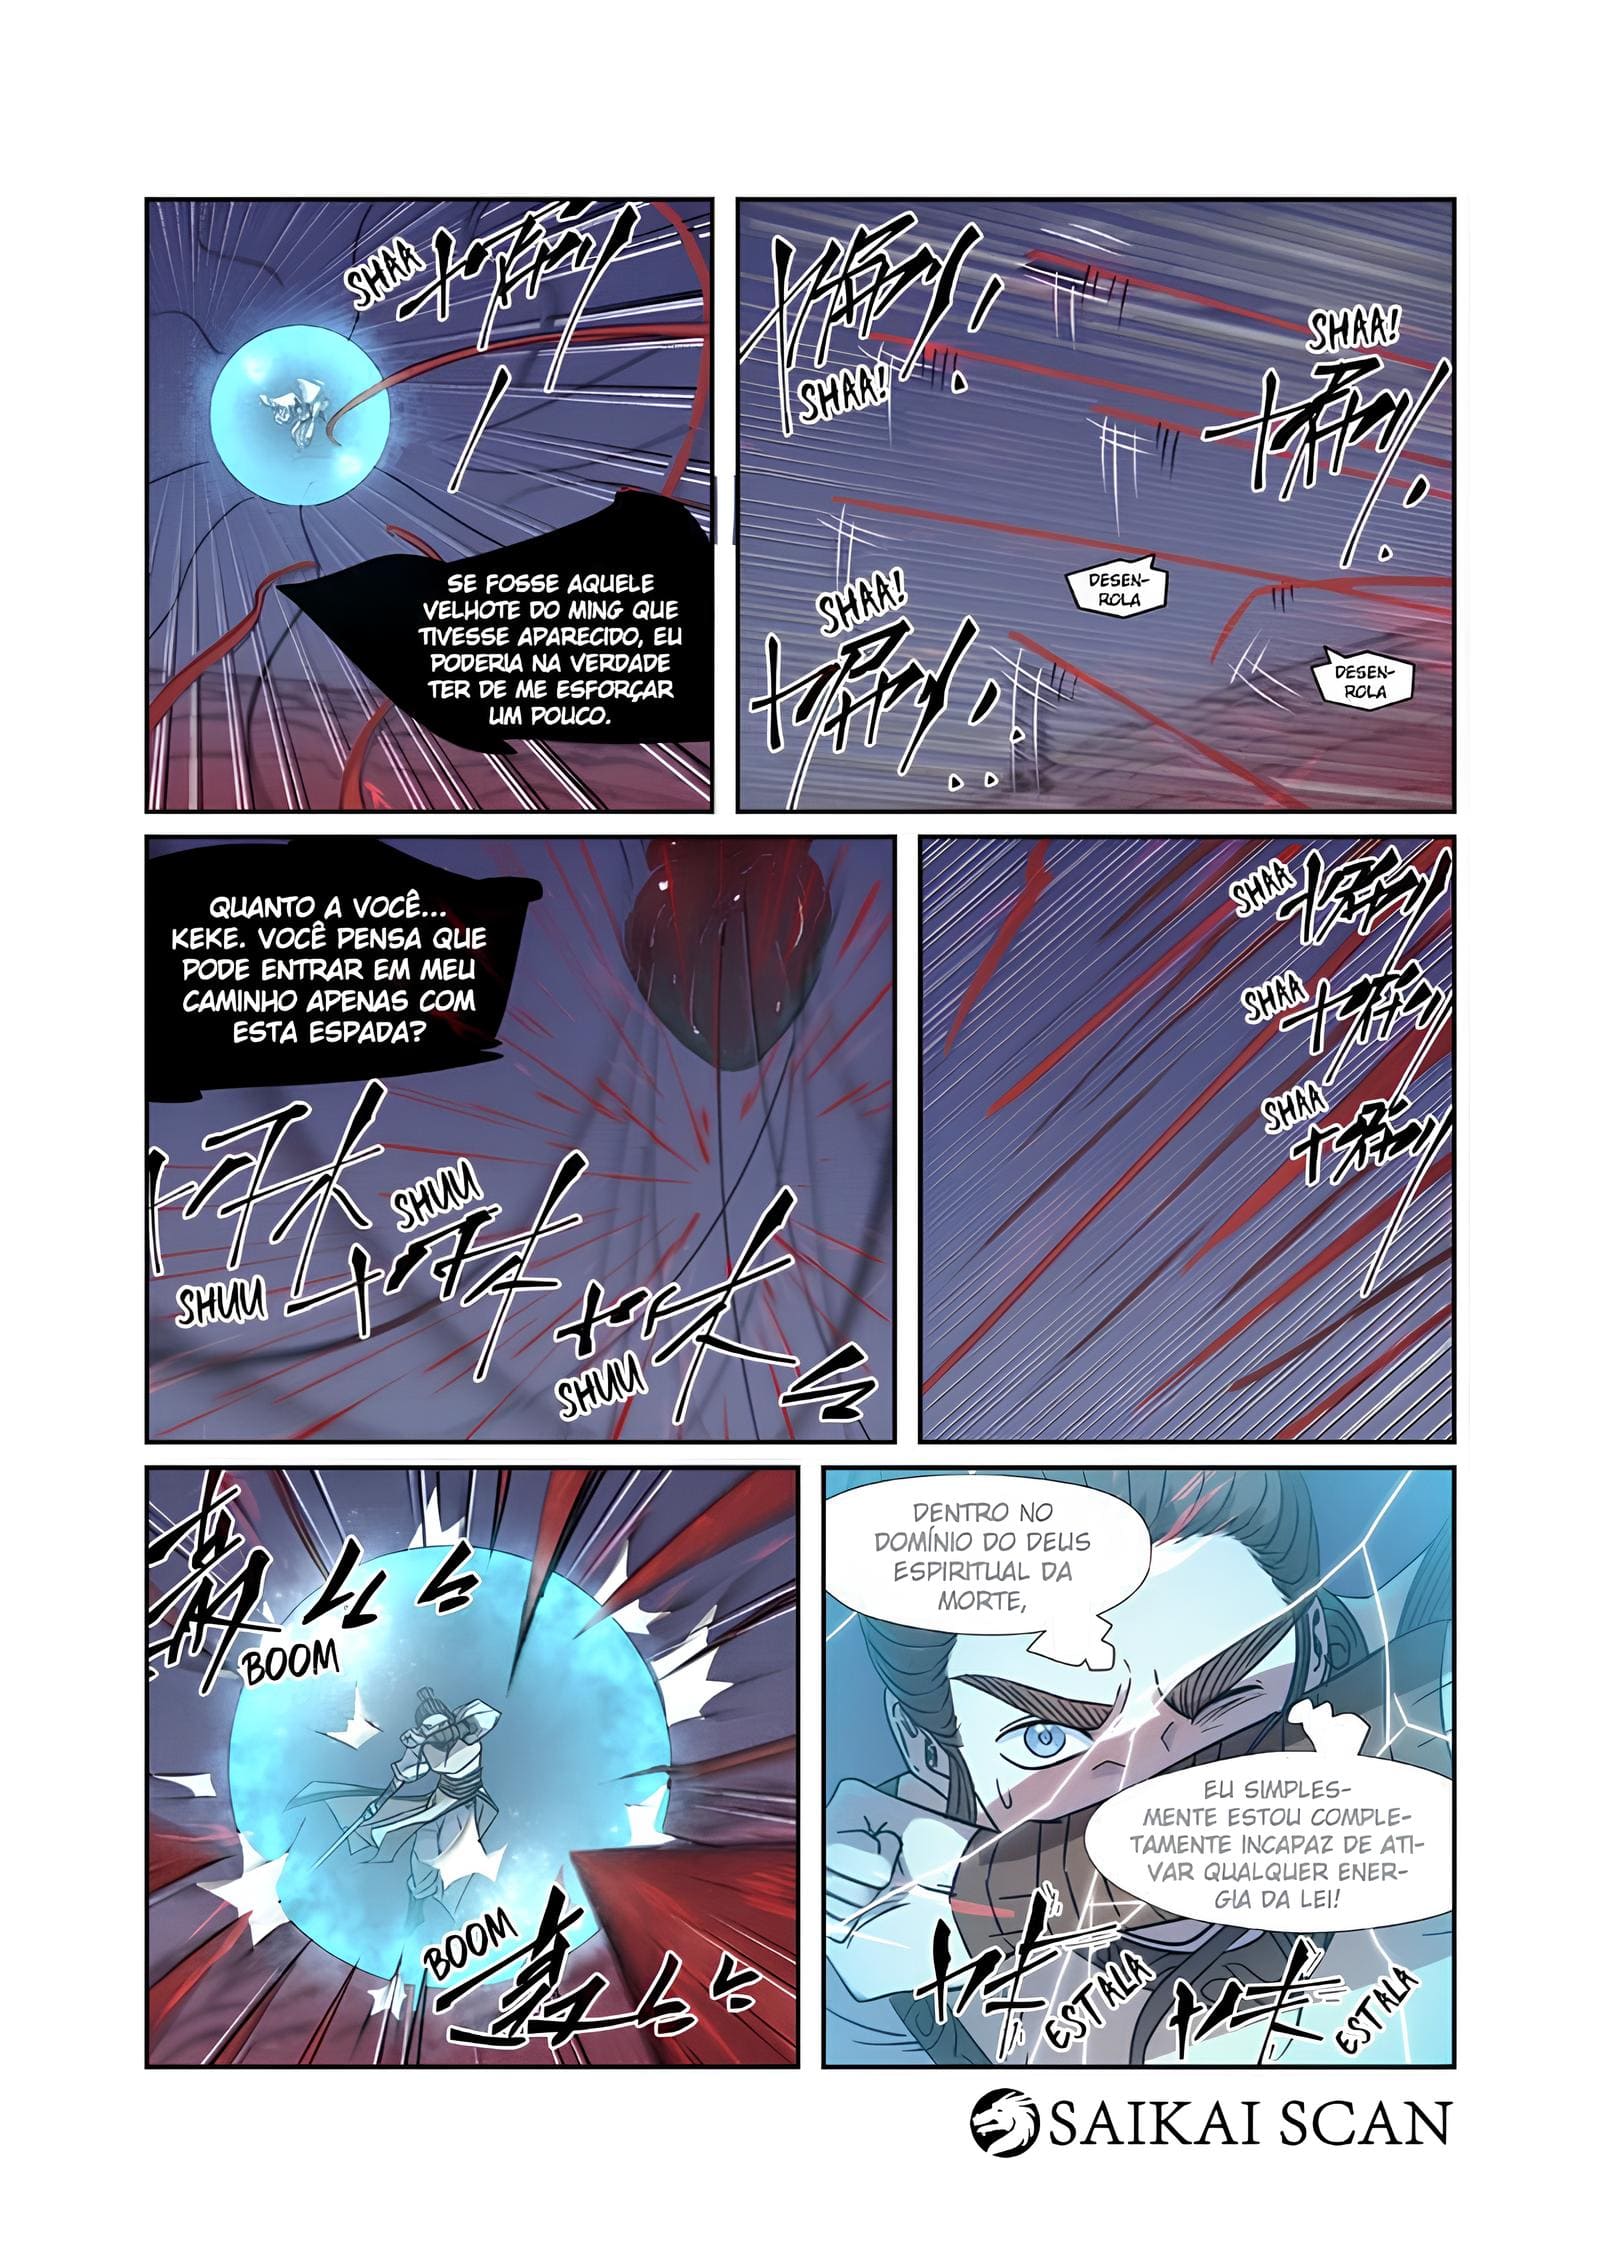 SHAA
SE FOSSE AQUELE
VELHOTE DO MING QUE
TIVESSE APARECIDO, EU
PODERIA NA VERDADE
TER DE ME ESFORÇAR
UM POUCO.
SHAA!
SHAA!
SHAA!
DESEN-
ROLA
DESEN-
ROLA
QUANTO A VOCÊ...
KEKE. VOCÊ PENSA QUE
PODE ENTRAR EM MEU
CAMINHO APENAS COM
ESTA ESPADA?
SHUU
SHUU
SHUU
SHAA
SHAA
SHAA
BOOM
BOOM
DENTRO NO
DOMÍNIO DO DEUS
ESPIRITUAL DA
MORTE,
EU SIMPLES-
MENTE ESTOU COMPLE-
TAMENTE INCAPAZ DE ATI-
VAR QUALQUER ENER-
GIA DA LEI!
ESTALA
ESTALA
SAIKAI SCAN